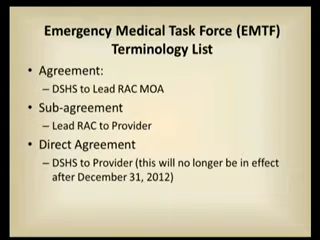 Emergency Medical Task Force (EMTF)
Terminology List
• Agreement:
– DSHS to Lead RAC MOA
• Sub-agreement
– Lead RAC to Provider
• Direct Agreement
– DSHS to Provider (this will no longer be in effect
after December 31, 2012)